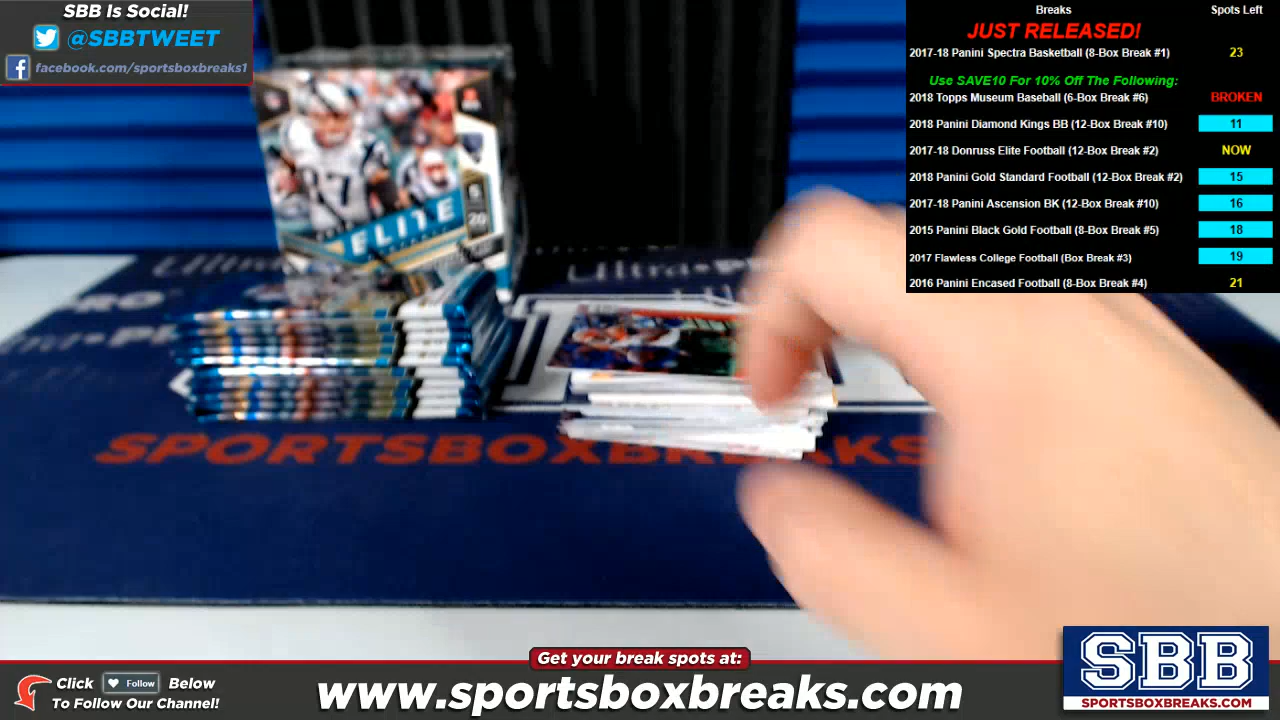 SBB Is Social!
@SBBTWEET
facebook.com/sportsboxbreaks1
Breaks Spots Left
JUST RELEASED!
2017-18 Panini Spectra Basketball (8-Box Break #1) 23
Use SAVE10 For 10% Off The Following:
2018 Topps Museum Baseball (6-Box Break #6) BROKEN
2018 Panini Diamond Kings BB (12-Box Break #10) 11
2017-18 Donruss Elite Football (12-Box Break #2) NOW
2018 Panini Gold Standard Football (12-Box Break #2) 15
2017-18 Panini Ascension BK (12-Box Break #10) 16
2015 Panini Black Gold Football (8-Box Break #5) 18
2017 Flawless College Football (Box Break #3) 19
2016 Panini Encased Football (8-Box Break #4) 21
ELITE
20
SPORTSBOXBREAKS
Get your break spots at:
Click Follow Below
To Follow Our Channel!
www.sportsboxbreaks.com
SBB
SPORTSBOXBREAKS.COM